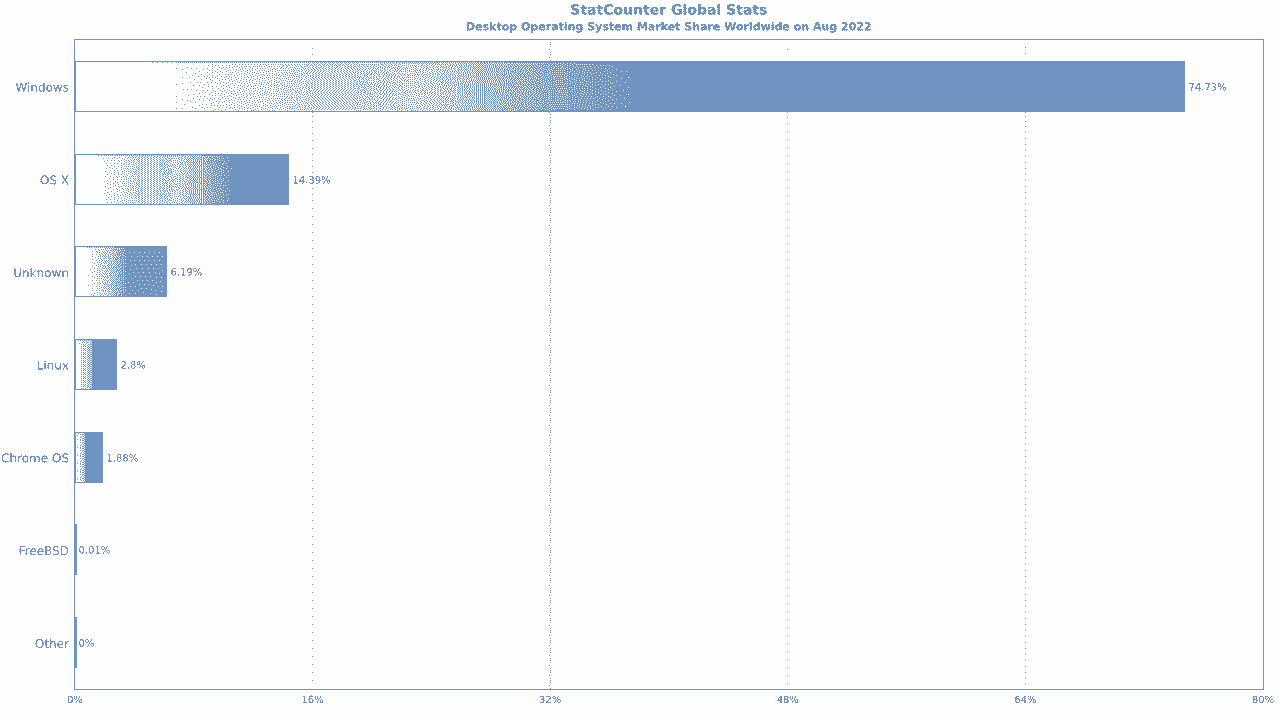 StatCounter Global Stats
Desktop Operating System Market Share Worldwide on Aug 2022
Windows 74.73%
OS X 14.39%
Unknown 6.19%
Linux 2.8%
Chrome OS 1.88%
FreeBSD 0.01%
Other 0%
0% 16% 32% 48% 64% 80%